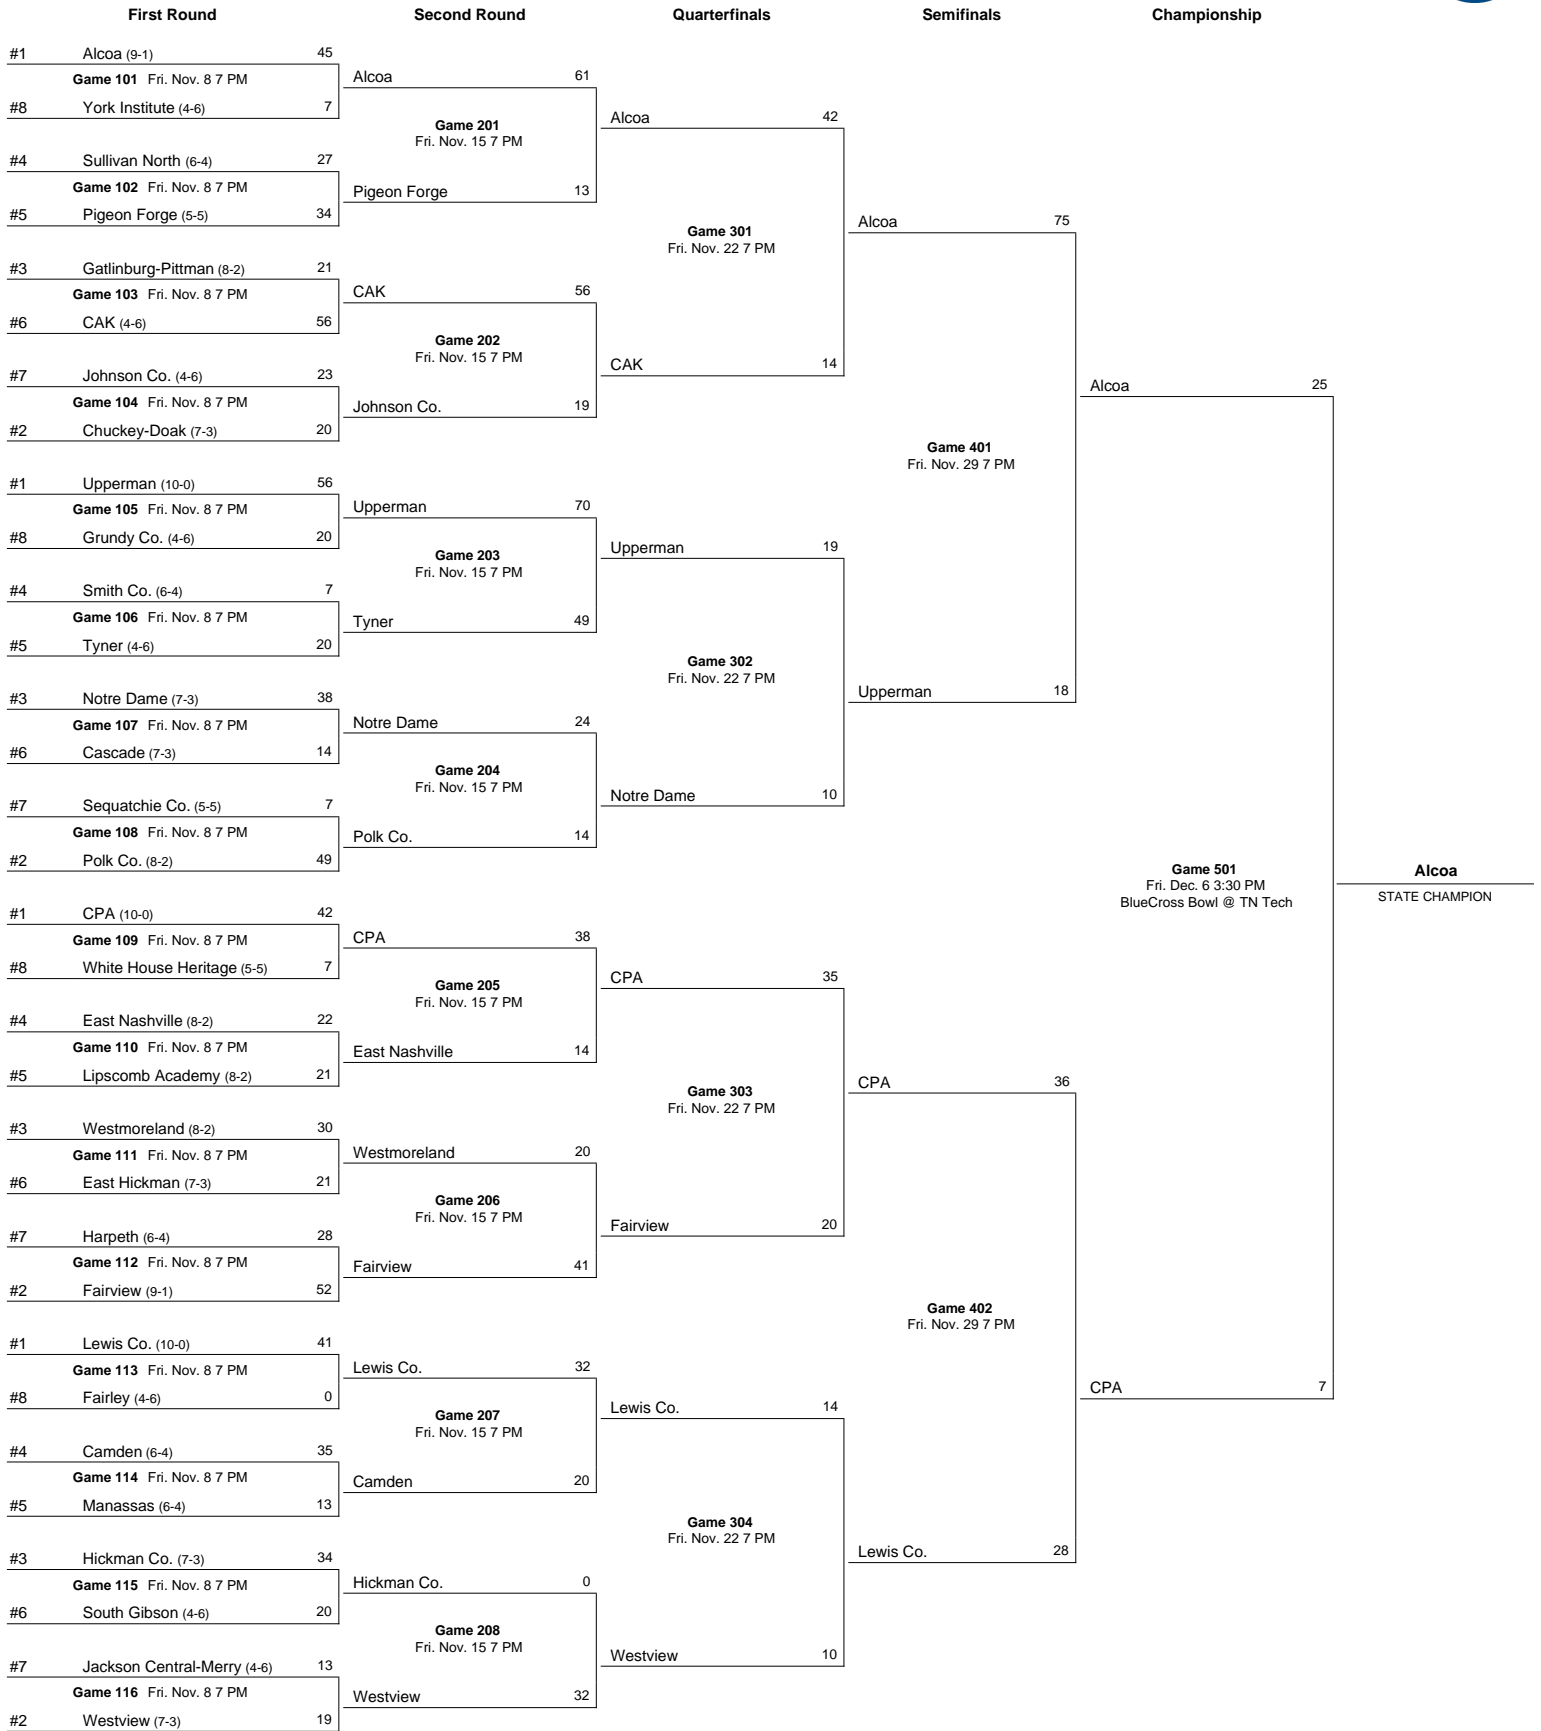 First Round Second Round Quarterfinals Semifinals Championship
#1 Alcoa (9-1) 45
Game 101 Fri. Nov. 8 7 PM
#8 York Institute (4-6) 7
#4 Sullivan North (6-4) 27
Game 102 Fri. Nov. 8 7 PM
#5 Pigeon Forge (5-5) 34
#3 Gatlinburg-Pittman (8-2) 21
Game 103 Fri. Nov. 8 7 PM
#6 CAK (4-6) 56
#7 Johnson Co. (4-6) 23
Game 104 Fri. Nov. 8 7 PM
#2 Chuckey-Doak (7-3) 20
#1 Upperman (10-0) 56
Game 105 Fri. Nov. 8 7 PM
#8 Grundy Co. (4-6) 20
#4 Smith Co. (6-4) 7
Game 106 Fri. Nov. 8 7 PM
#5 Tyner (4-6) 20
#3 Notre Dame (7-3) 38
Game 107 Fri. Nov. 8 7 PM
#6 Cascade (7-3) 14
#7 Sequatchie Co. (5-5) 7
Game 108 Fri. Nov. 8 7 PM
#2 Polk Co. (8-2) 49
#1 CPA (10-0) 42
Game 109 Fri. Nov. 8 7 PM
#8 White House Heritage (5-5) 7
#4 East Nashville (8-2) 22
Game 110 Fri. Nov. 8 7 PM
#5 Lipscomb Academy (8-2) 21
#3 Westmoreland (8-2) 30
Game 111 Fri. Nov. 8 7 PM
#6 East Hickman (7-3) 21
#7 Harpeth (6-4) 28
Game 112 Fri. Nov. 8 7 PM
#2 Fairview (9-1) 52
#1 Lewis Co. (10-0) 41
Game 113 Fri. Nov. 8 7 PM
#8 Fairley (4-6) 0
#4 Camden (6-4) 35
Game 114 Fri. Nov. 8 7 PM
#5 Manassas (6-4) 13
#3 Hickman Co. (7-3) 34
Game 115 Fri. Nov. 8 7 PM
#6 South Gibson (4-6) 20
#7 Jackson Central-Merry (4-6) 13
Game 116 Fri. Nov. 8 7 PM
#2 Westview (7-3) 19
Alcoa 61
Game 201
Fri. Nov. 15 7 PM
Pigeon Forge 13
CAK 56
Game 202
Fri. Nov. 15 7 PM
Johnson Co. 19
Upperman 70
Game 203
Fri. Nov. 15 7 PM
Tyner 49
Notre Dame 24
Game 204
Fri. Nov. 15 7 PM
Polk Co. 14
CPA 38
Game 205
Fri. Nov. 15 7 PM
East Nashville 14
Westmoreland 20
Game 206
Fri. Nov. 15 7 PM
Fairview 41
Lewis Co. 32
Game 207
Fri. Nov. 15 7 PM
Camden 20
Hickman Co. 0
Game 208
Fri. Nov. 15 7 PM
Westview 32
Alcoa 42
Game 301
Fri. Nov. 22 7 PM
CAK 14
Upperman 19
Game 302
Fri. Nov. 22 7 PM
Notre Dame 10
CPA 35
Game 303
Fri. Nov. 22 7 PM
Fairview 20
Lewis Co. 14
Game 304
Fri. Nov. 22 7 PM
Westview 10
Alcoa 75
Game 401
Fri. Nov. 29 7 PM
Upperman 18
CPA 36
Game 402
Fri. Nov. 29 7 PM
Lewis Co. 28
Alcoa 25
Game 501
Fri. Dec. 6 3:30 PM
BlueCross Bowl @ TN Tech
CPA 7
Alcoa
STATE CHAMPION